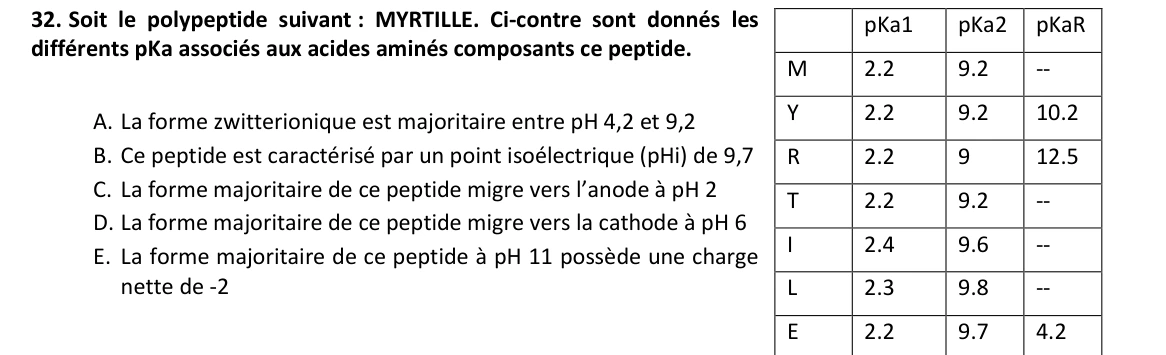 32. Soit le polypeptide suivant : MYRTILLE. Ci-contre sont donnés les
différents pKa associés aux acides aminés composants ce peptide.
A. La forme zwitterionique est majoritaire entre pH 4,2 et 9,2
B. Ce peptide est caractérisé par un point isoélectrique (pHi) de 9,7
C. La forme majoritaire de ce peptide migre vers l'anode à pH 2
D. La forme majoritaire de ce peptide migre vers la cathode à pH 6
E. La forme majoritaire de ce peptide à pH 11 possède une charge
nette de -2
pKa1 pKa2 pKaR
M 2.2 9.2 --
Y 2.2 9.2 10.2
R 2.2 9 12.5
T 2.2 9.2 --
I 2.4 9.6 --
L 2.3 9.8 --
E 2.2 9.7 4.2